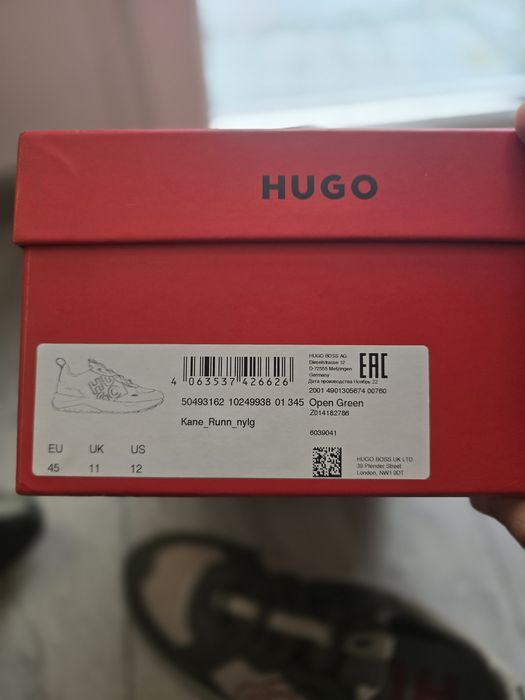 HUGO
4 063537 426626
50493162 10249938 01 345 Open Green
Kane_Runn_nylg
EU UK US
45 11 12
HUGO BOSS AG
Dieselstrasse 12
D-72555 Metzingen
Germany
Дата производства Ноябрь 22
EAC
2001 4901305674 00760
Z014182786
6039041
HUGO BOSS UK LTD
39 Plender Street
London, NW1 0DT